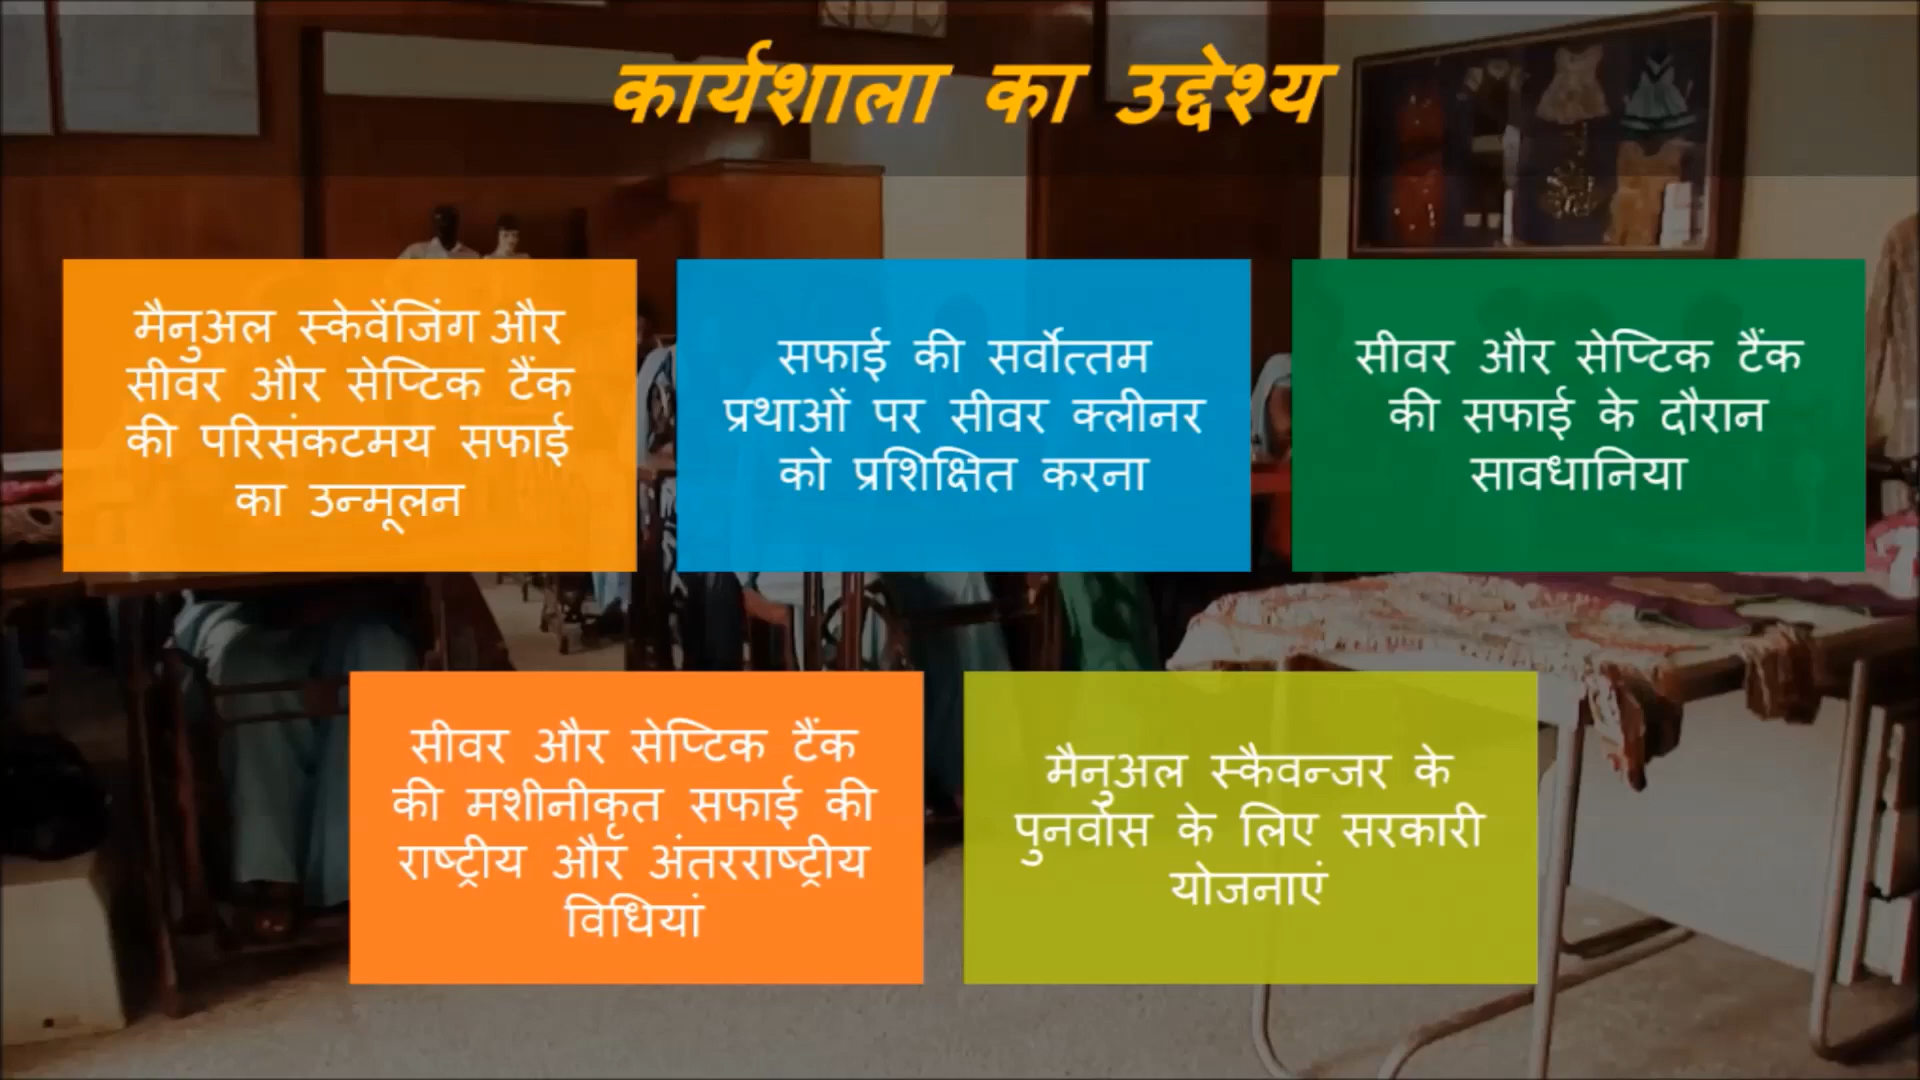 कार्यशाला का उद्देश्य
मैनुअल स्केवेंजिंग और
सीवर और सेप्टिक टैंक
की परिसंकटमय सफाई
का उन्मूलन
सफाई की सर्वोत्तम
प्रथाओं पर सीवर क्लीनर
को प्रशिक्षित करना
सीवर और सेप्टिक टैंक
की सफाई के दौरान
सावधानिया
सीवर और सेप्टिक टैंक
की मशीनीकृत सफाई की
राष्ट्रीय और अंतरराष्ट्रीय
विधियां
मैनुअल स्कैवन्जर के
पुनर्वास के लिए सरकारी
योजनाएं